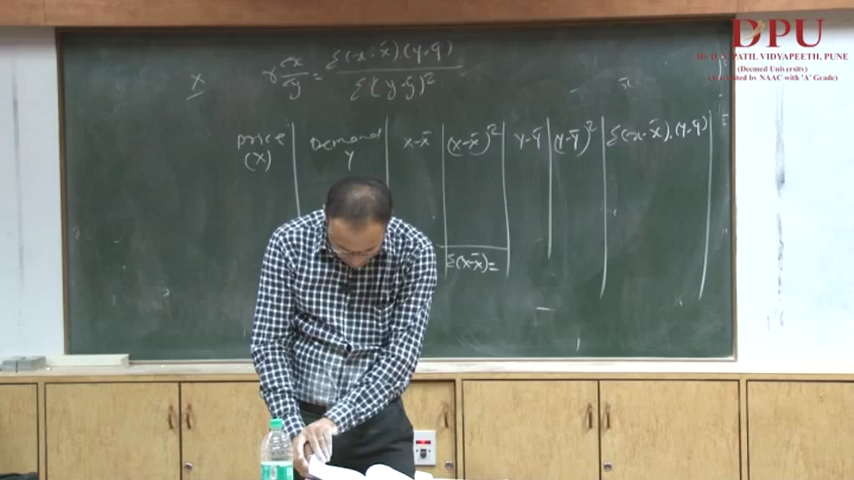 DPU
Dr. D. Y. PATIL VIDYAPEETH, PUNE
(Deemed University)
(Accredited by NAAC with 'A' Grade)
x
r σx/σy = Σ(x-x̄).(y-ȳ) / Σ(y-ȳ)²
price (X) | Demand Y | x-x̄ | (x-x̄)² | y-ȳ | (y-ȳ)² | Σ(x-x̄).(y-ȳ)
Σ(x-x̄)=